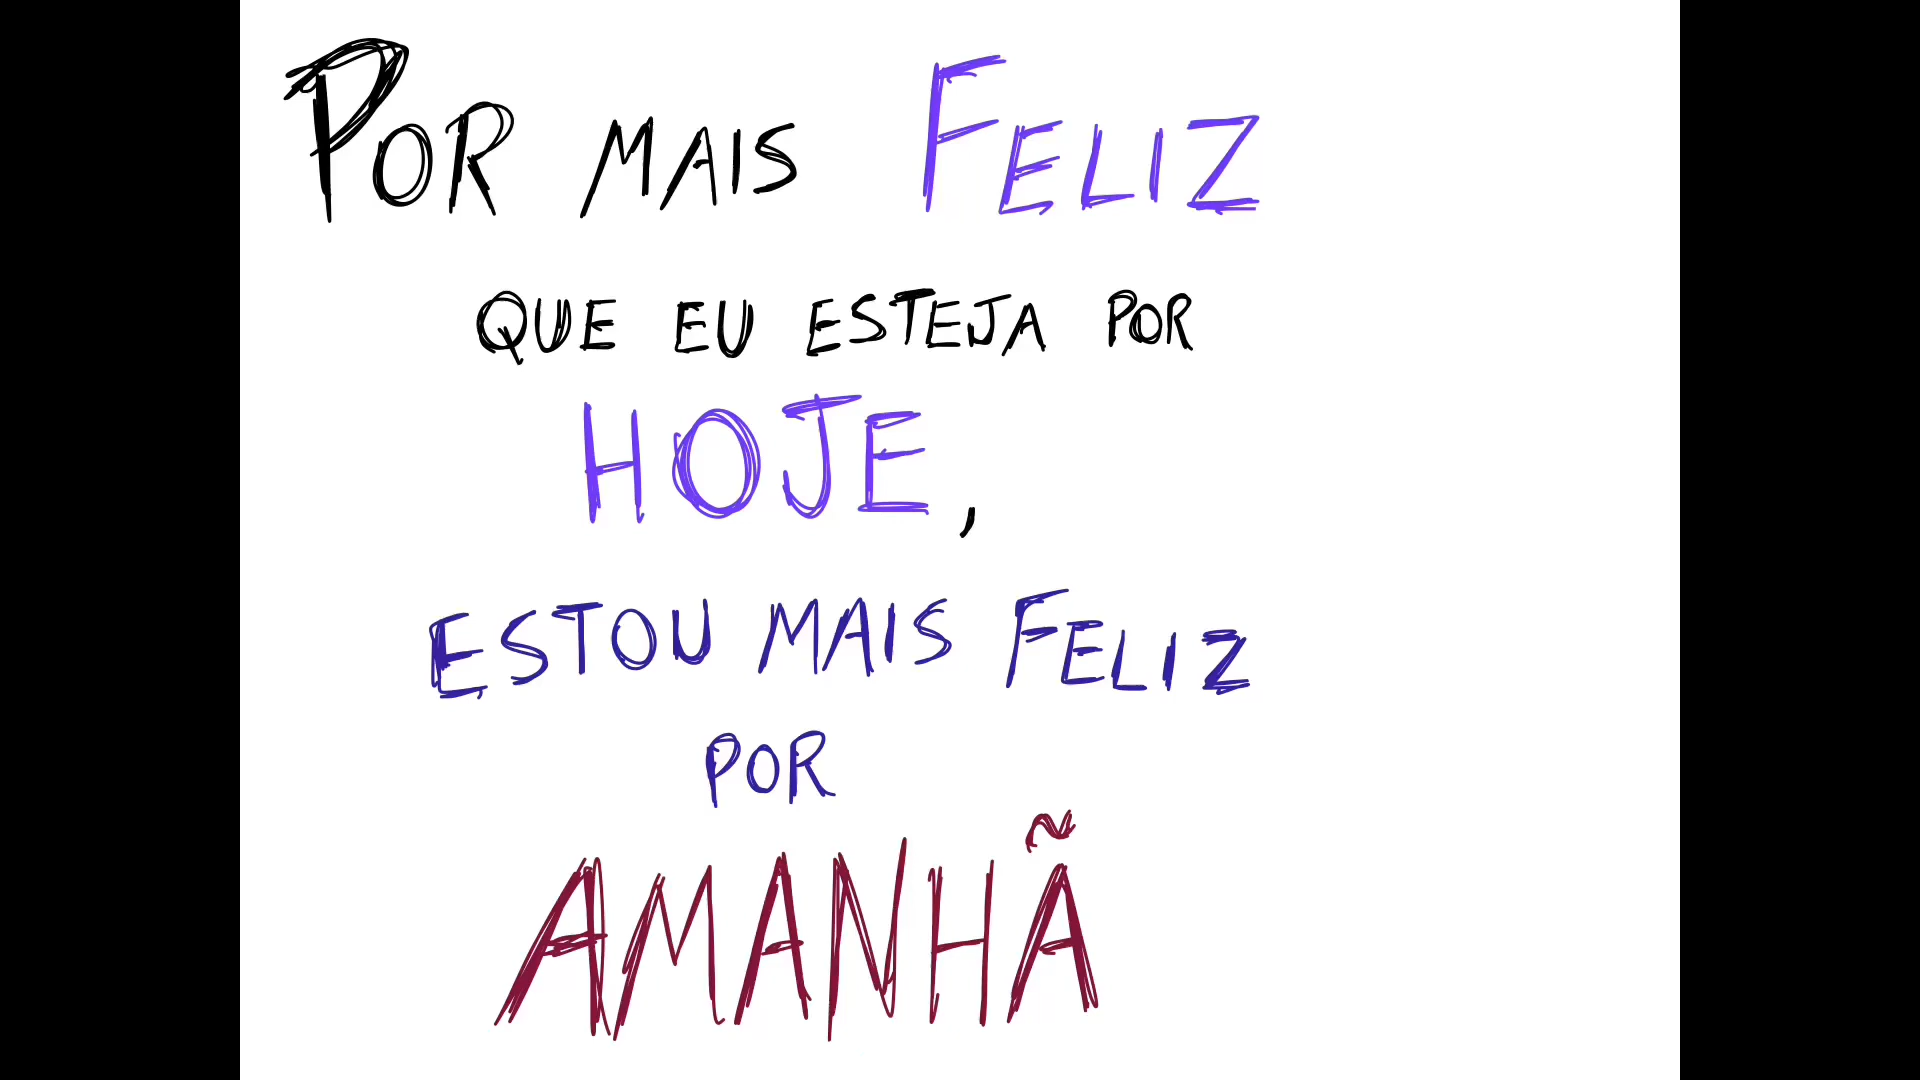 POR MAIS FELIZ
QUE EU ESTEJA POR
HOJE,
ESTOU MAIS FELIZ
POR
AMANHÃ